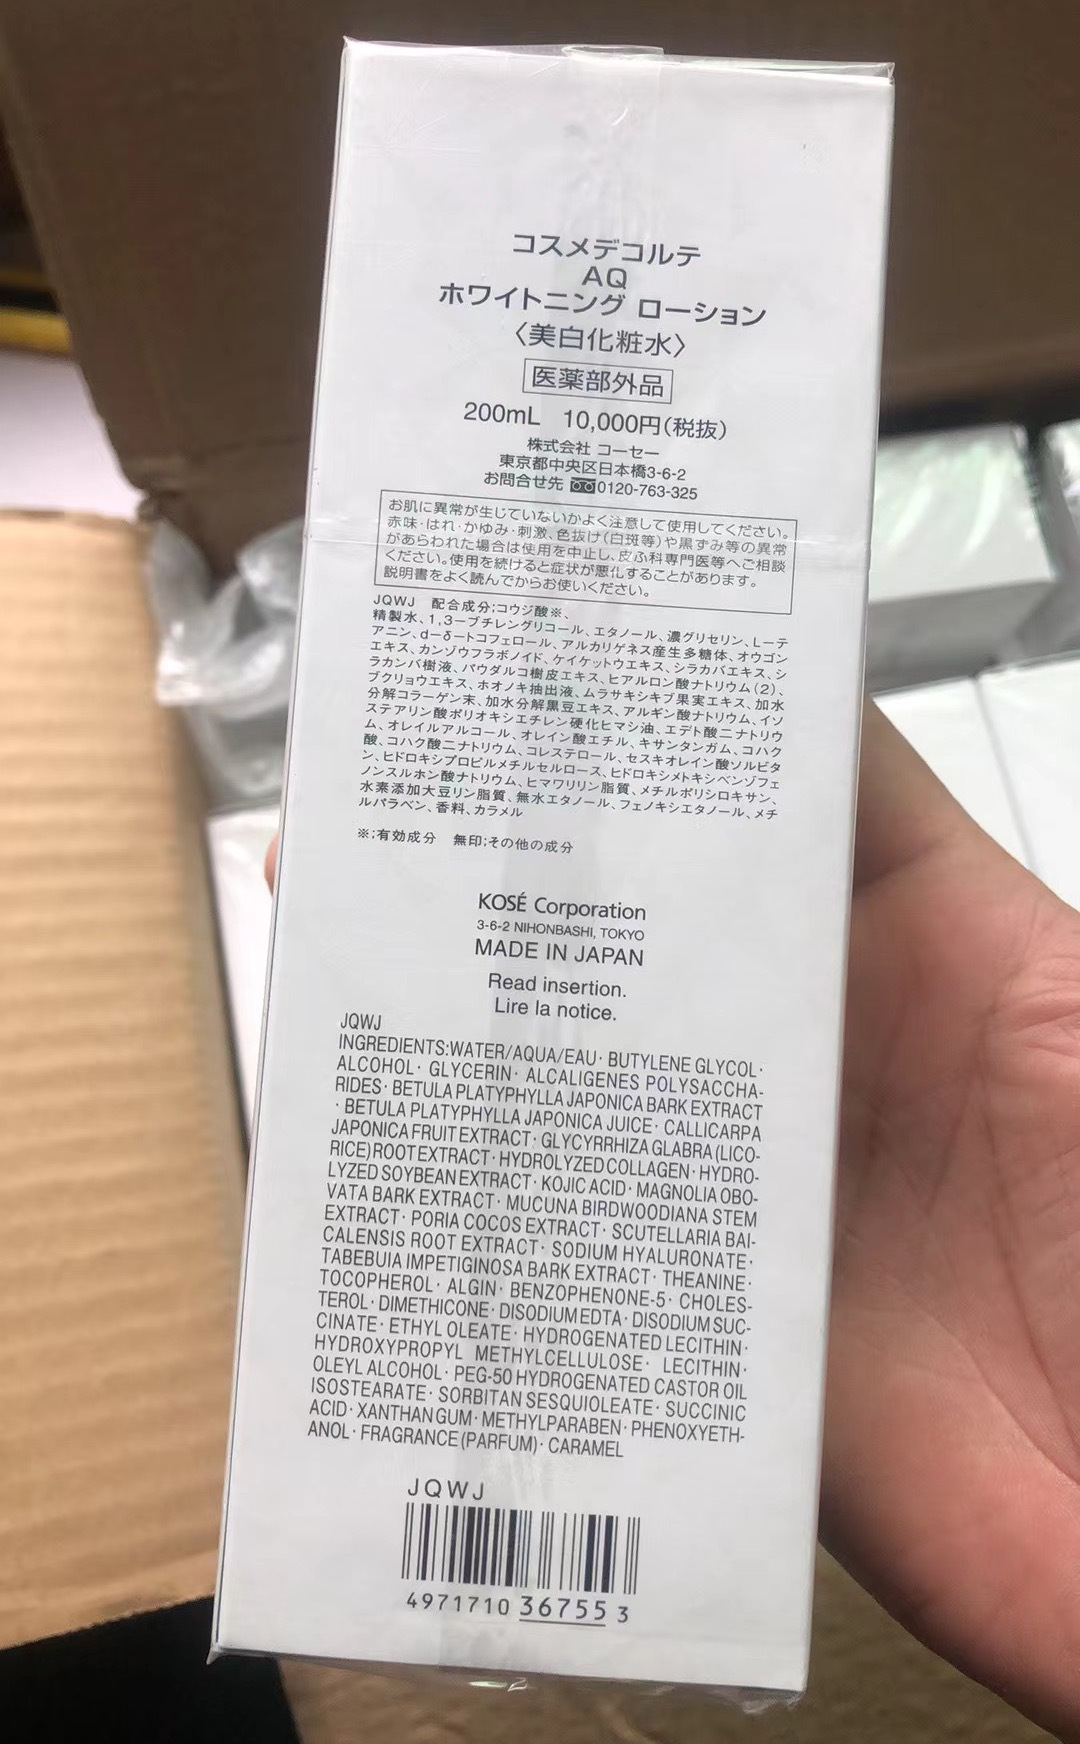 コスメデコルテ
AQ
ホワイトニング ローション
〈美白化粧水〉
医薬部外品
200mL 10,000円(税抜)
株式会社 コーセー
東京都中央区日本橋3-6-2
お問合せ先 0120-763-325
お肌に異常が生じていないかよく注意して使用してください。
赤味・はれ・かゆみ・刺激、色抜け(白斑等)や黒ずみ等の異常
があらわれた場合は使用を中止し、皮ふ科専門医等へご相談
ください。使用を続けると症状が悪化することがあります。
説明書をよく読んでからお使いください。
JQWJ 配合成分;コウジ酸※、
精製水、1,3ーブチレングリコール、エタノール、濃グリセリン、Lーテ
アニン、dーδートコフェロール、アルカリゲネス産生多糖体、オウゴン
エキス、カンゾウフラボノイド、ケイケットウエキス、シラカバエキス、シ
ラカンバ樹液、パウダルコ樹皮エキス、ヒアルロン酸ナトリウム(2)、
ブクリョウエキス、ホオノキ抽出液、ムラサキシキブ果実エキス、加水
分解コラーゲン末、加水分解黒豆エキス、アルギン酸ナトリウム、イソ
ステアリン酸ポリオキシエチレン硬化ヒマシ油、エデト酸二ナトリウ
ム、オレイルアルコール、オレイン酸エチル、キサンタンガム、コハク
酸、コハク酸二ナトリウム、コレステロール、セスキオレイン酸ソルビタ
ン、ヒドロキシプロピルメチルセルロース、ヒドロキシメトキシベンゾフェ
ノンスルホン酸ナトリウム、ヒマワリリン脂質、メチルポリシロキサン、
水素添加大豆リン脂質、無水エタノール、フェノキシエタノール、メチ
ルパラベン、香料、カラメル
※;有効成分 無印;その他の成分
KOSÉ Corporation
3-6-2 NIHONBASHI, TOKYO
MADE IN JAPAN
Read insertion.
Lire la notice.
JQWJ
INGREDIENTS:WATER/AQUA/EAU· BUTYLENE GLYCOL·
ALCOHOL· GLYCERIN· ALCALIGENES POLYSACCHA-
RIDES· BETULA PLATYPHYLLA JAPONICA BARK EXTRACT
· BETULA PLATYPHYLLA JAPONICA JUICE· CALLICARPA
JAPONICA FRUIT EXTRACT· GLYCYRRHIZA GLABRA (LICO-
RICE) ROOT EXTRACT· HYDROLYZED COLLAGEN· HYDRO-
LYZED SOYBEAN EXTRACT· KOJIC ACID· MAGNOLIA OBO-
VATA BARK EXTRACT· MUCUNA BIRDWOODIANA STEM
EXTRACT· PORIA COCOS EXTRACT· SCUTELLARIA BAI-
CALENSIS ROOT EXTRACT· SODIUM HYALURONATE·
TABEBUIA IMPETIGINOSA BARK EXTRACT· THEANINE·
TOCOPHEROL· ALGIN· BENZOPHENONE-5· CHOLES-
TEROL· DIMETHICONE· DISODIUM EDTA· DISODIUM SUC-
CINATE· ETHYL OLEATE· HYDROGENATED LECITHIN·
HYDROXYPROPYL METHYLCELLULOSE· LECITHIN·
OLEYL ALCOHOL· PEG-50 HYDROGENATED CASTOR OIL
ISOSTEARATE· SORBITAN SESQUIOLEATE· SUCCINIC
ACID· XANTHAN GUM· METHYLPARABEN· PHENOXYETH-
ANOL· FRAGRANCE (PARFUM)· CARAMEL
JQWJ
4971710 36755 3